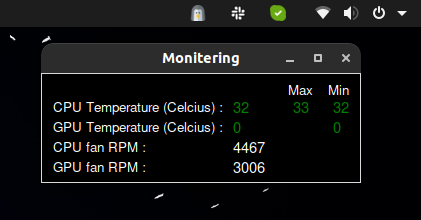 Monitering
Max Min
CPU Temperature (Celcius) : 32 33 32
GPU Temperature (Celcius) : 0 0
CPU fan RPM : 4467
GPU fan RPM : 3006